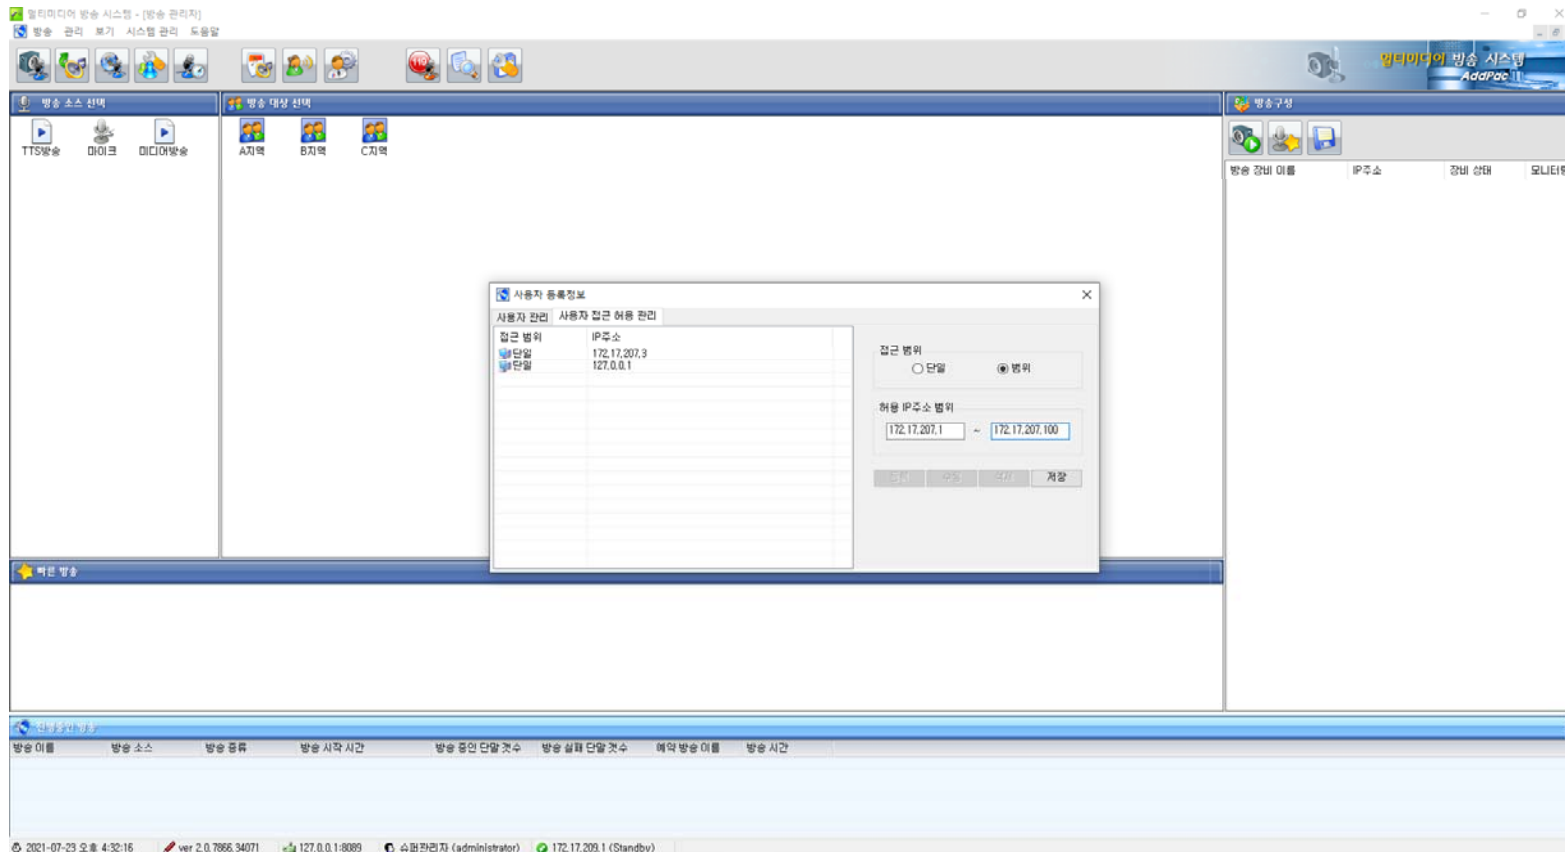 멀티미디어 방송 시스템 - [방송 관리자]
방송 관리 보기 시스템 관리 도움말
멀티미디어 방송 시스템
AddPac
방송 소스 선택
방송 대상 선택
방송구성
TTS방송 마이크 미디어방송
A지역 B지역 C지역
방송 장비 이름 IP주소 장비 상태 모니터링
사용자 등록정보
사용자 관리 사용자 접근 허용 관리
접근 범위 IP주소
단일 172.17.207.3
단일 127.0.0.1
접근 범위
단일 범위
허용 IP주소 범위
172.17.207.1 ~ 172.17.207.100
저장
빠른 방송
진행중인 방송
방송 이름 방송 소스 방송 종류 방송 시작 시간 방송 중인 단말 갯수 방송 실패 단말 갯수 예약 방송 이름 방송 시간
2021-07-23 오후 4:32:16 ver 2.0.7866.34071 127.0.0.1:8089 슈퍼관리자 (administrator) 172.17.209.1 (Standby)